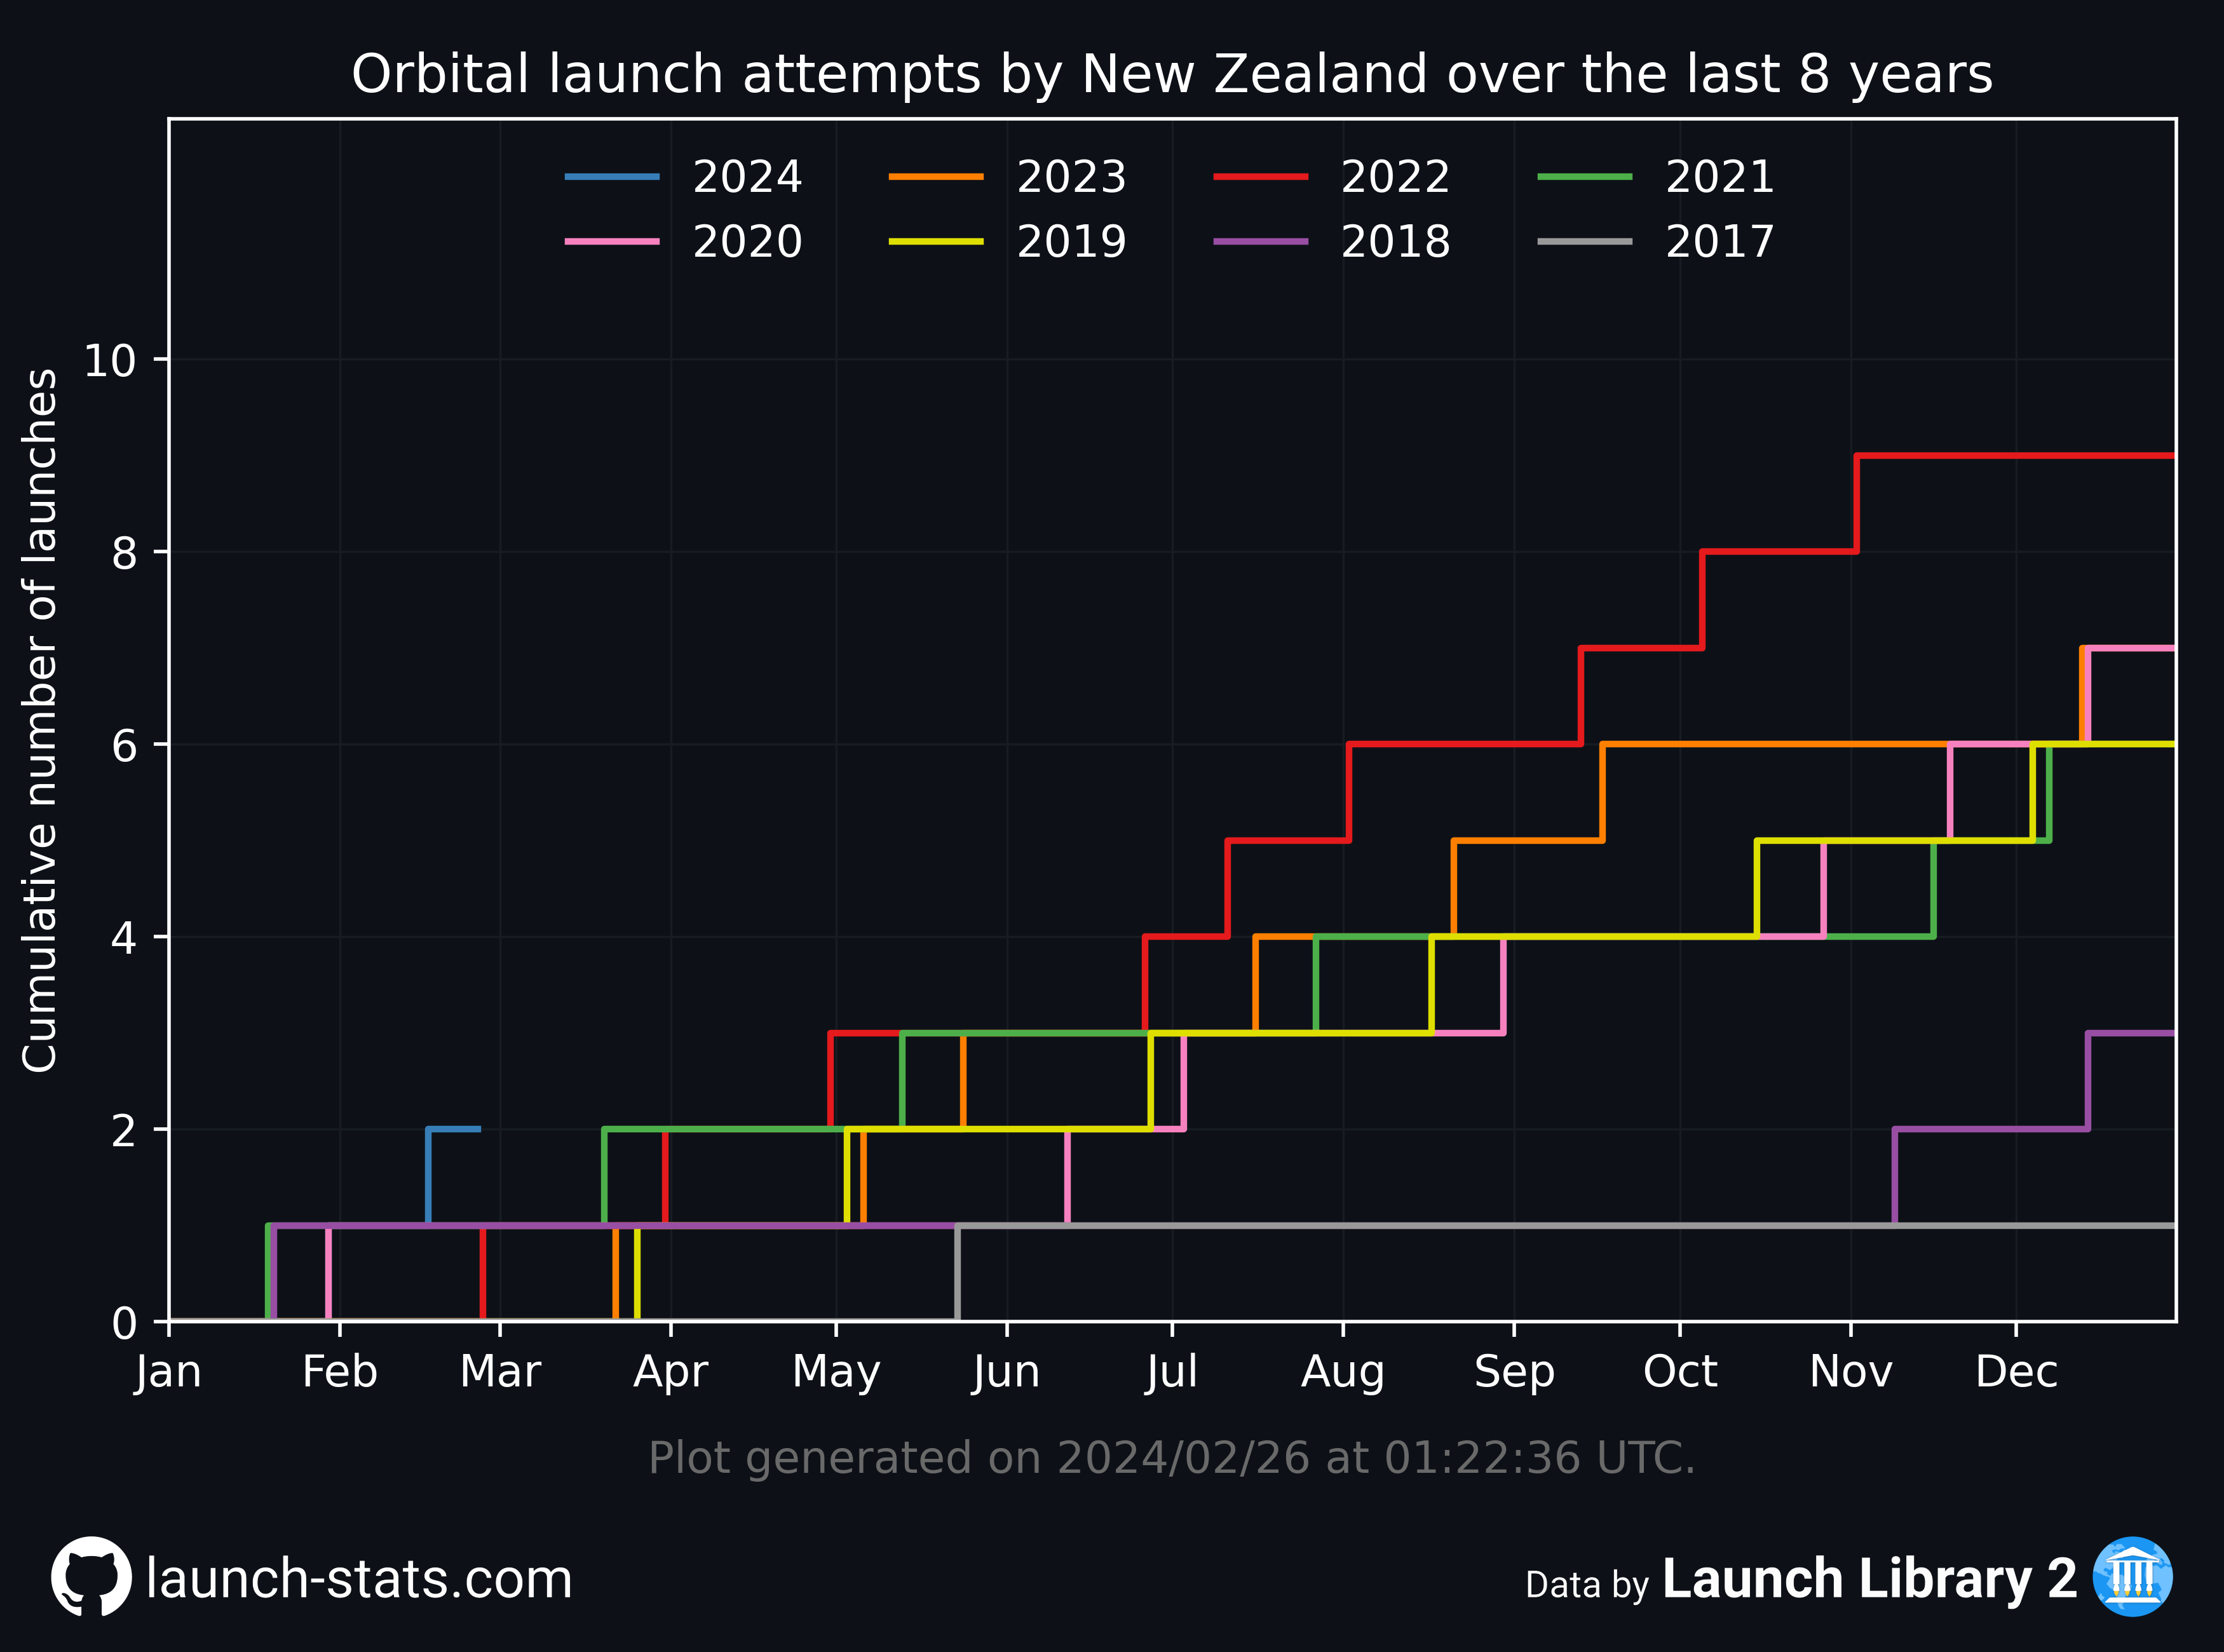 Orbital launch attempts by New Zealand over the last 8 years
2024 2023 2022 2021
2020 2019 2018 2017
Cumulative number of launches
10
8
6
4
2
0
Jan Feb Mar Apr May Jun Jul Aug Sep Oct Nov Dec
Plot generated on 2024/02/26 at 01:22:36 UTC.
launch-stats.com
Data by Launch Library 2